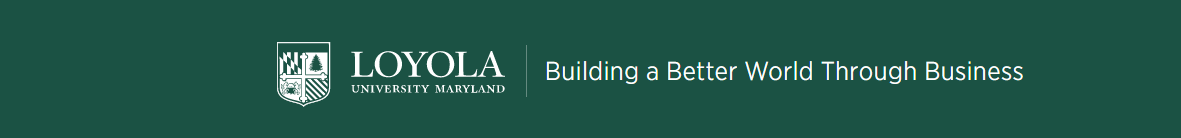 LOYOLA
UNIVERSITY MARYLAND
Building a Better World Through Business